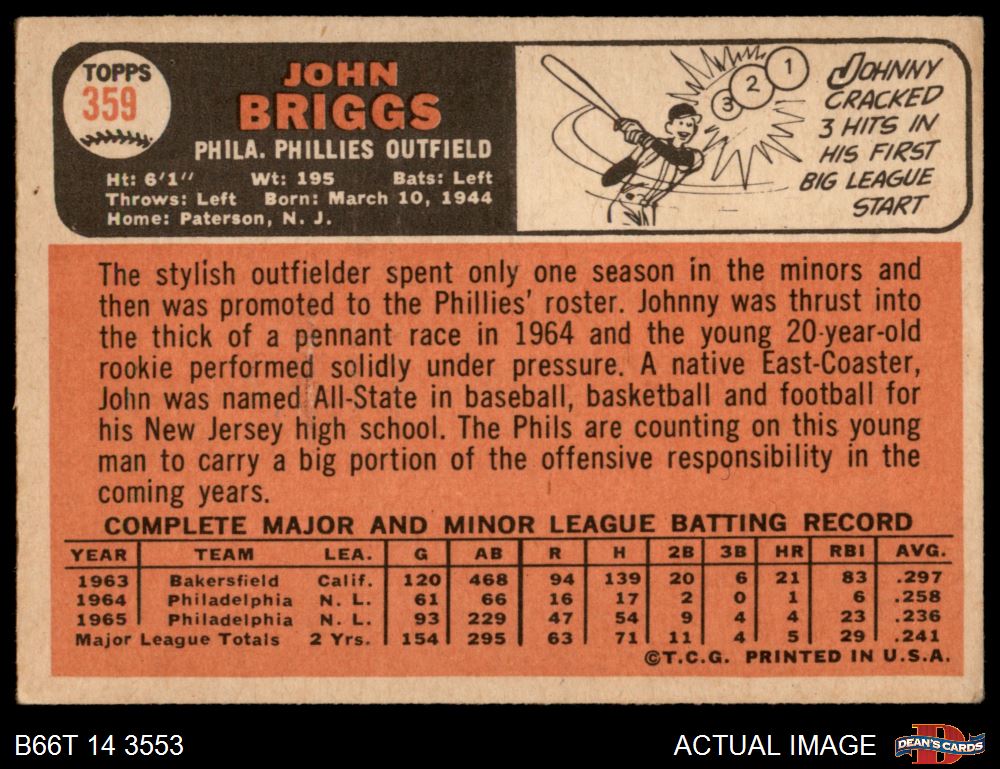 TOPPS
359
JOHN
BRIGGS
PHILA. PHILLIES OUTFIELD
Ht: 6'1" Wt: 195 Bats: Left
Throws: Left Born: March 10, 1944
Home: Paterson, N. J.
1
2
3
JOHNNY
CRACKED
3 HITS IN
HIS FIRST
BIG LEAGUE
START
The stylish outfielder spent only one season in the minors and
then was promoted to the Phillies' roster. Johnny was thrust into
the thick of a pennant race in 1964 and the young 20-year-old
rookie performed solidly under pressure. A native East-Coaster,
John was named All-State in baseball, basketball and football for
his New Jersey high school. The Phils are counting on this young
man to carry a big portion of the offensive responsibility in the
coming years.
COMPLETE MAJOR AND MINOR LEAGUE BATTING RECORD
YEAR TEAM LEA. G AB R H 2B 3B HR RBI AVG.
1963 Bakersfield Calif. 120 468 94 139 20 6 21 83 .297
1964 Philadelphia N. L. 61 66 16 17 2 0 1 6 .258
1965 Philadelphia N. L. 93 229 47 54 9 4 4 23 .236
Major League Totals 2 Yrs. 154 295 63 71 11 4 5 29 .241
©T.C.G. PRINTED IN U.S.A.
B66T 14 3553
ACTUAL IMAGE
D
DEAN'S CARDS